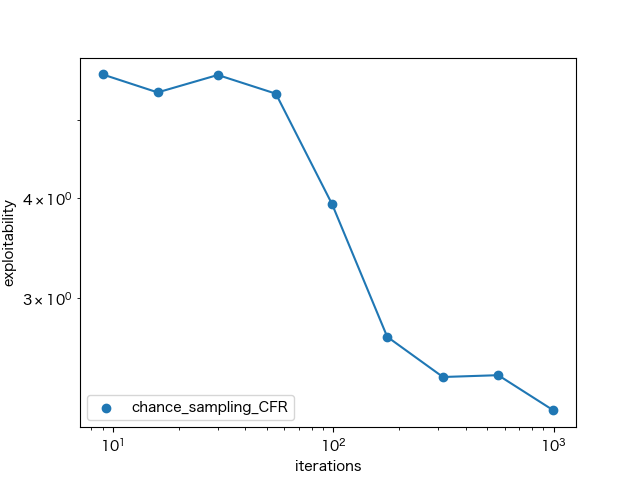 exploitability
4 × 10⁰
3 × 10⁰
chance_sampling_CFR
10¹
10²
10³
iterations